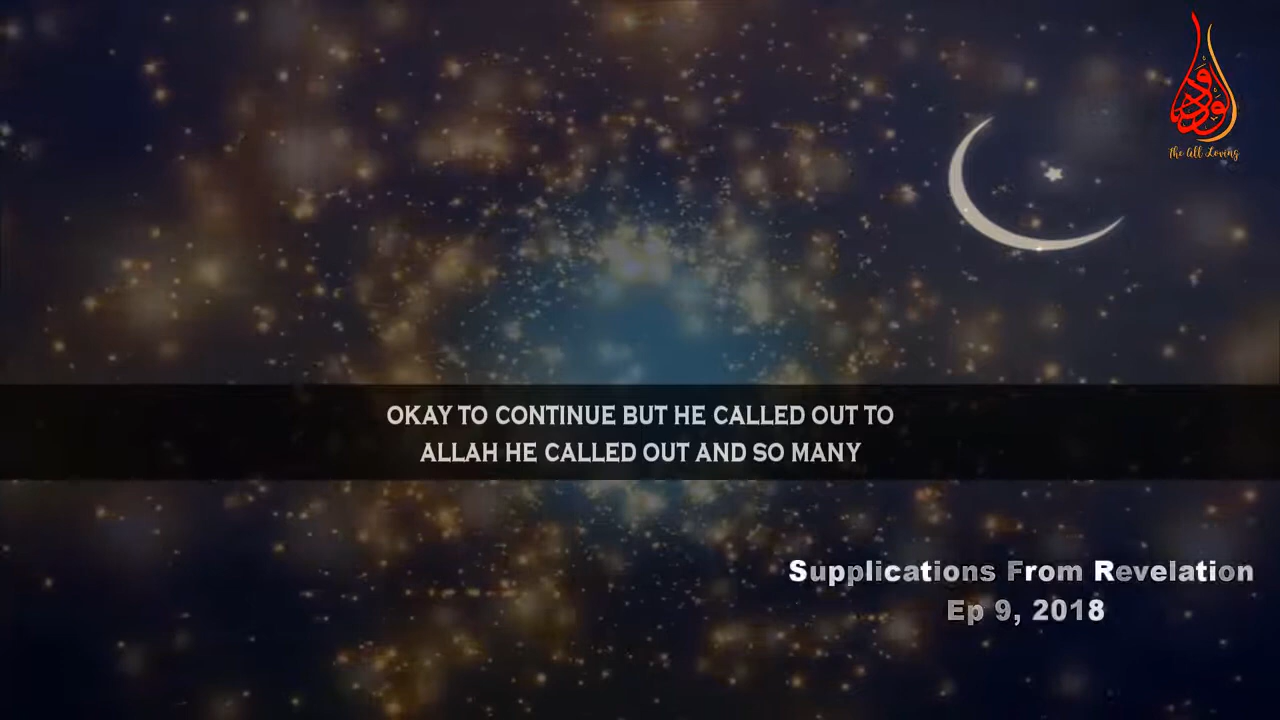 الودود
The All Loving
OKAY TO CONTINUE BUT HE CALLED OUT TO
ALLAH HE CALLED OUT AND SO MANY
Supplications From Revelation
Ep 9, 2018